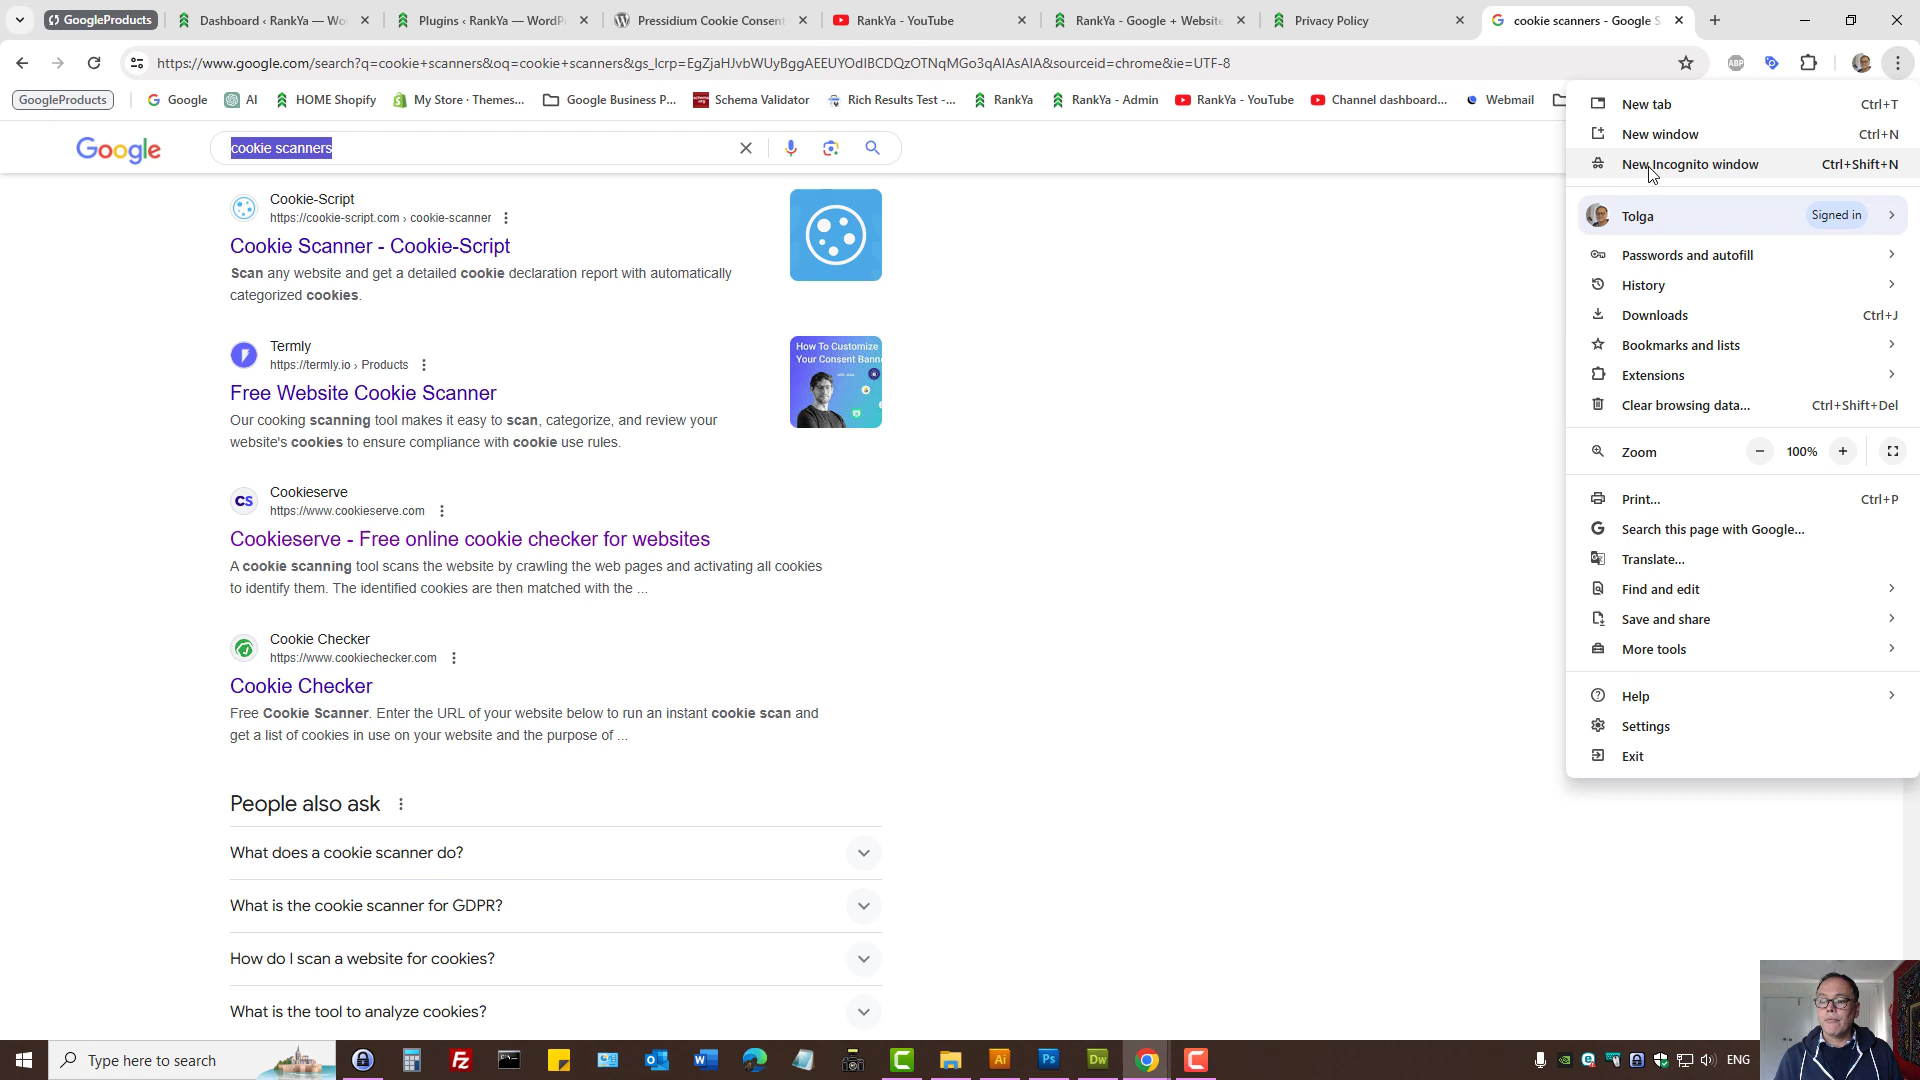 GoogleProducts
Dashboard ‹ RankYa — Wo
Plugins ‹ RankYa — WordP
Pressidium Cookie Consent
RankYa - YouTube
RankYa - Google + Website
Privacy Policy
cookie scanners - Google S
https://www.google.com/search?q=cookie+scanners&oq=cookie+scanners&gs_lcrp=EgZjaHJvbWUyBggAEEUYOdIBCDQzOTNqMGo3qAIAsAIA&sourceid=chrome&ie=UTF-8
ABP
GoogleProducts
Google
AI
HOME Shopify
My Store · Themes...
Google Business P...
Schema Validator
Rich Results Test -...
RankYa
RankYa - Admin
RankYa - YouTube
Channel dashboard...
Webmail
Google
cookie scanners
Cookie-Script
https://cookie-script.com › cookie-scanner
Cookie Scanner - Cookie-Script
Scan any website and get a detailed cookie declaration report with automatically
categorized cookies.
Termly
https://termly.io › Products
Free Website Cookie Scanner
Our cooking scanning tool makes it easy to scan, categorize, and review your
website's cookies to ensure compliance with cookie use rules.
How To Customize
Your Consent Bann
CS
Cookieserve
https://www.cookieserve.com
Cookieserve - Free online cookie checker for websites
A cookie scanning tool scans the website by crawling the web pages and activating all cookies
to identify them. The identified cookies are then matched with the ...
Cookie Checker
https://www.cookiechecker.com
Cookie Checker
Free Cookie Scanner. Enter the URL of your website below to run an instant cookie scan and
get a list of cookies in use on your website and the purpose of ...
People also ask
What does a cookie scanner do?
What is the cookie scanner for GDPR?
How do I scan a website for cookies?
What is the tool to analyze cookies?
New tab Ctrl+T
New window Ctrl+N
New Incognito window Ctrl+Shift+N
Tolga Signed in
Passwords and autofill
History
Downloads Ctrl+J
Bookmarks and lists
Extensions
Clear browsing data... Ctrl+Shift+Del
Zoom − 100% +
Print... Ctrl+P
Search this page with Google...
Translate...
Find and edit
Save and share
More tools
Help
Settings
Exit
Type here to search
Fz
Ai
Ps
Dw
ENG